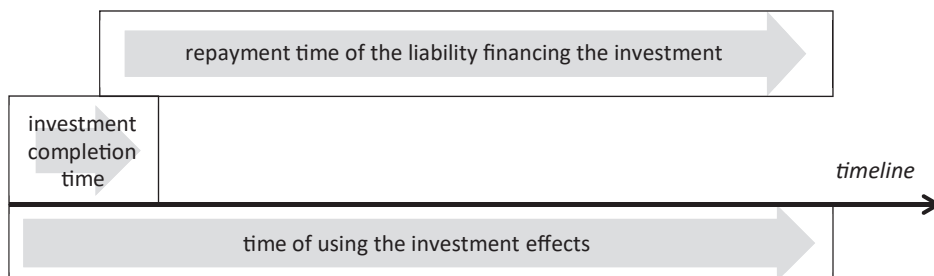 repayment time of the liability financing the investment
investment
completion
time
timeline
time of using the investment effects